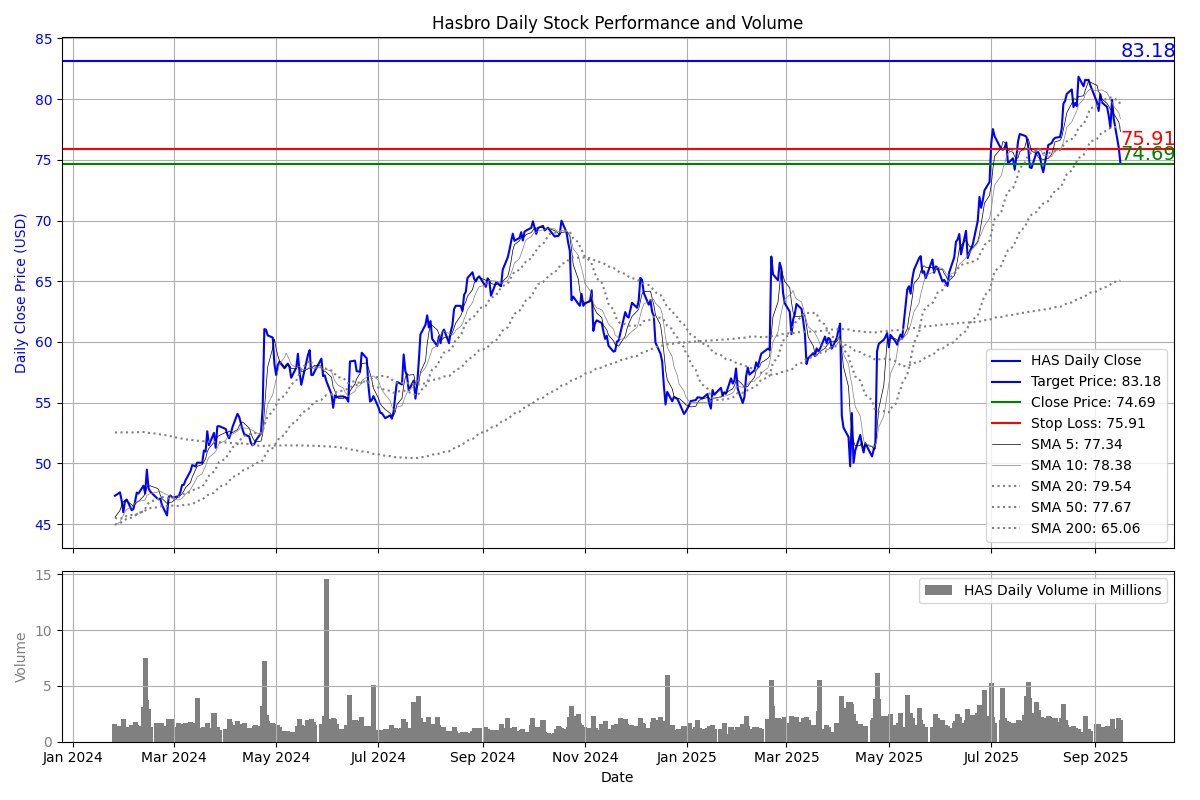 Hasbro Daily Stock Performance and Volume
85
80
75
70
65
60
55
50
45
Daily Close Price (USD)
83.18
75.91
74.69
HAS Daily Close
Target Price: 83.18
Close Price: 74.69
Stop Loss: 75.91
SMA 5: 77.34
SMA 10: 78.38
SMA 20: 79.54
SMA 50: 77.67
SMA 200: 65.06
15
10
5
0
Volume
HAS Daily Volume in Millions
Jan 2024 Mar 2024 May 2024 Jul 2024 Sep 2024 Nov 2024 Jan 2025 Mar 2025 May 2025 Jul 2025 Sep 2025
Date